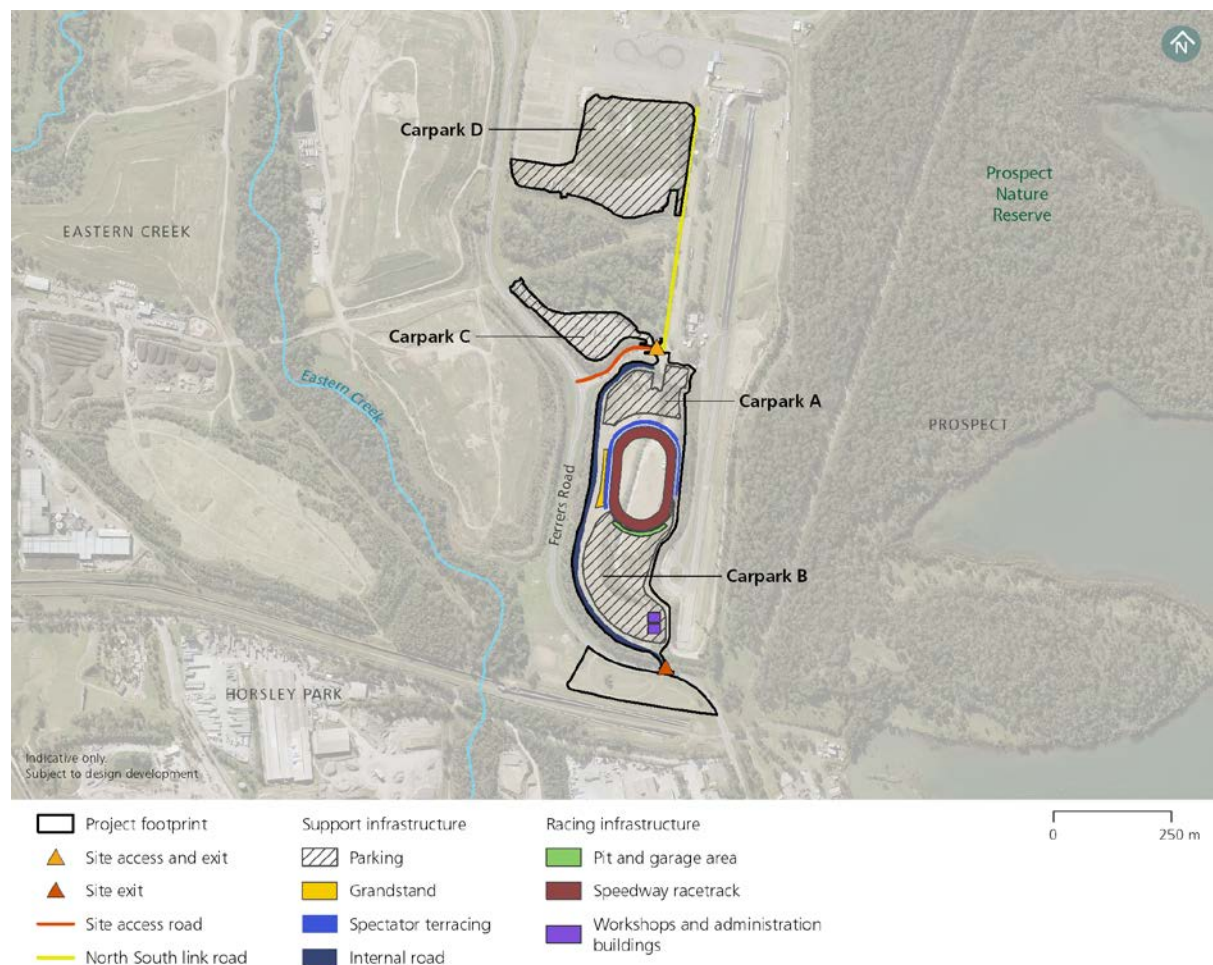 N
Carpark D
Prospect
Nature
Reserve
EASTERN CREEK
Carpark C
Eastern Creek
Carpark A
PROSPECT
Ferrers Road
Carpark B
HORSLEY PARK
Indicative only.
Subject to design development
Project footprint
Site access and exit
Site exit
Site access road
North South link road
Support infrastructure
Parking
Grandstand
Spectator terracing
Internal road
Racing infrastructure
Pit and garage area
Speedway racetrack
Workshops and administration
buildings
0 250 m